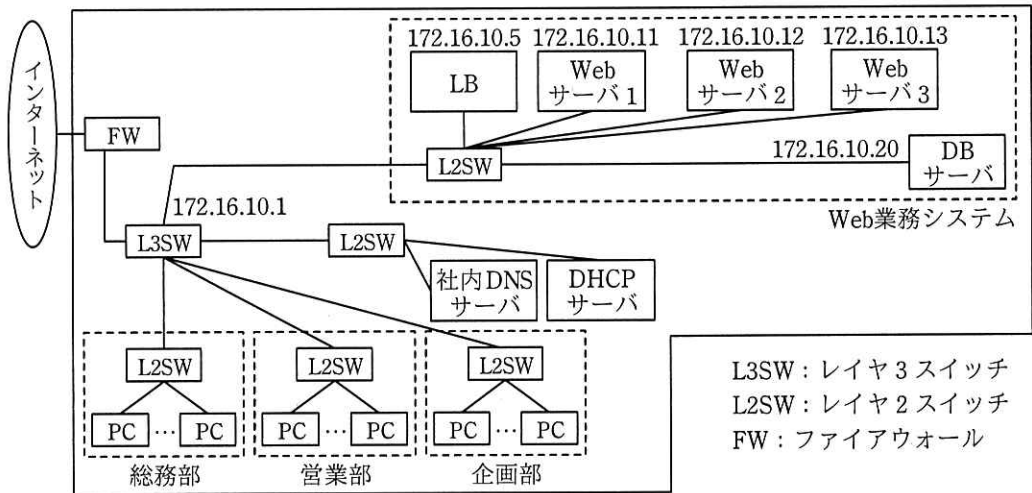 172.16.10.5 172.16.10.11 172.16.10.12 172.16.10.13
インターネット
LB
Web
サーバ1
Web
サーバ2
Web
サーバ3
FW
L2SW
172.16.10.20
DB
サーバ
172.16.10.1
Web業務システム
L3SW
L2SW
社内DNS
サーバ
DHCP
サーバ
L2SW
L2SW
L2SW
PC … PC
PC … PC
PC … PC
総務部
営業部
企画部
L3SW：レイヤ3スイッチ
L2SW：レイヤ2スイッチ
FW：ファイアウォール